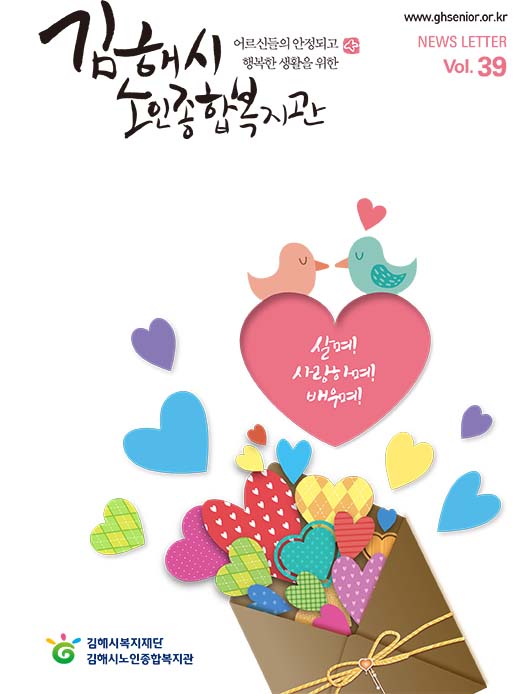 www.ghsenior.or.kr
NEWS LETTER
Vol. 39
김해시
어르신들의 안정되고
행복한 생활을 위한
노인종합복지관
살며!
사랑하며!
배우며!
김해시복지재단
김해시노인종합복지관